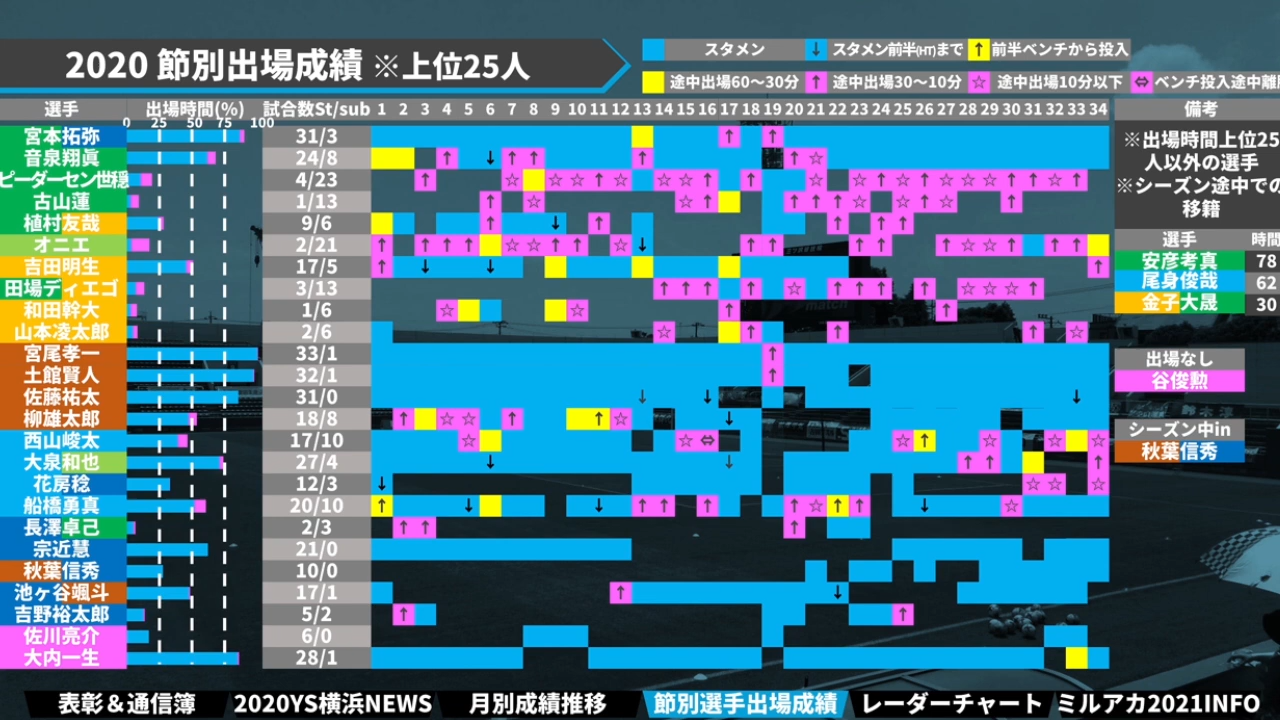 2020 節別出場成績 ※上位25人
スタメン ↓ スタメン前半(HT)まで ↑ 前半ベンチから投入
途中出場60～30分 ↑ 途中出場30～10分 ☆ 途中出場10分以下 ⇔ ベンチ投入途中離脱
選手 出場時間(%) 試合数St/sub 1 2 3 4 5 6 7 8 9 10 11 12 13 14 15 16 17 18 19 20 21 22 23 24 25 26 27 28 29 30 31 32 33 34 備考
0 25 50 75 100
宮本拓弥 31/3 ↑ ↑
音泉翔眞 24/8 ↑ ↓ ↑ ↑ ↑ ↑ ☆
ピーダーセン世穏 4/23 ↑ ☆ ☆ ☆ ↑ ☆ ☆ ☆ ↑ ↑ ☆ ☆ ↑ ☆ ↑ ☆ ☆ ☆ ↑ ↑ ☆ ↑
古山蓮 1/13 ↑ ☆ ☆ ↑ ↑ ↑ ↑ ☆ ☆ ↑ ☆ ↑
植村友哉 9/6 ↑ ↓ ↑ ↑ ↑ ↑
オニエ 2/21 ↑ ↑ ↑ ↑ ☆ ☆ ↑ ↑ ☆ ↓ ↑ ↑ ↑ ↑ ↑ ☆ ☆ ↑ ↑ ↑
吉田明生 17/5 ↑ ↓ ↓ ↑
田場ディエゴ 3/13 ↑ ↑ ↑ ↑ ☆ ↑ ↑ ↑ ↑ ☆ ☆ ☆ ↑
和田幹大 1/6 ☆ ☆ ↑ ↑
山本凌太郎 2/6 ☆ ↑ ↑ ↑ ☆
宮尾孝一 33/1 ↑
土館賢人 32/1 ↑
佐藤祐太 31/0 ↓ ↓ ↓
柳雄太郎 18/8 ↑ ☆ ☆ ↑ ↑ ☆ ↓
西山峻太 17/10 ☆ ☆ ⇔ ☆ ↑ ☆ ☆ ☆
大泉和也 27/4 ↓ ↓ ↑ ↑ ↑
花房稔 12/3 ↓ ☆ ☆ ☆
船橋勇真 20/10 ↑ ↓ ↓ ↑ ↑ ↑ ↑ ☆ ↑ ↑ ↓ ☆
長澤卓己 2/3 ↑ ↑ ↑
宗近慧 21/0
秋葉信秀 10/0
池ヶ谷颯斗 17/1 ↑ ↓
吉野裕太郎 5/2 ↑ ↑
佐川亮介 6/0
大内一生 28/1
※出場時間上位25
人以外の選手
※シーズン途中での
移籍
選手 時間
安彦考真 78
尾身俊哉 62
金子大晟 30
出場なし
谷俊勲
シーズン中in
秋葉信秀
表彰＆通信簿 2020YS横浜NEWS 月別成績推移 節別選手出場成績 レーダーチャート ミルアカ2021INFO